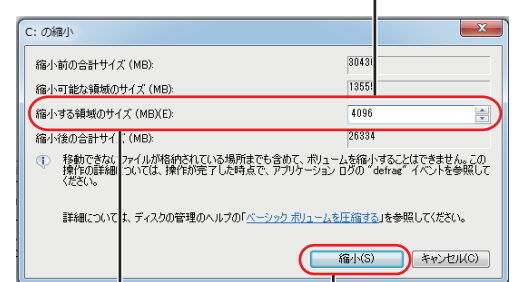 C: の縮小
縮小前の合計サイズ (MB):
縮小可能な領域のサイズ (MB):
縮小する領域のサイズ (MB)(E): 4096
縮小後の合計サイ (MB): 26334
移動できない ファイルが格納されている場所までも含めて、ボリュームを縮小することはできません。この
操作の詳細 ついては、操作が完了した時点で、アプリケーション ログの "defrag" イベントを参照して
ください。
詳細については、ディスクの管理のヘルプの「ベーシック ボリュームを圧縮する」を参照してください。
縮小(S) キャンセル(C)